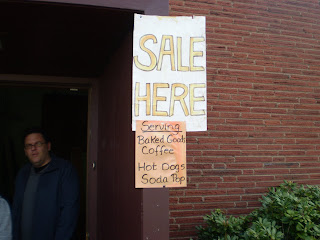 SALE
HERE
Serving
Baked Goods
Coffee
Hot Dogs
Soda Pop